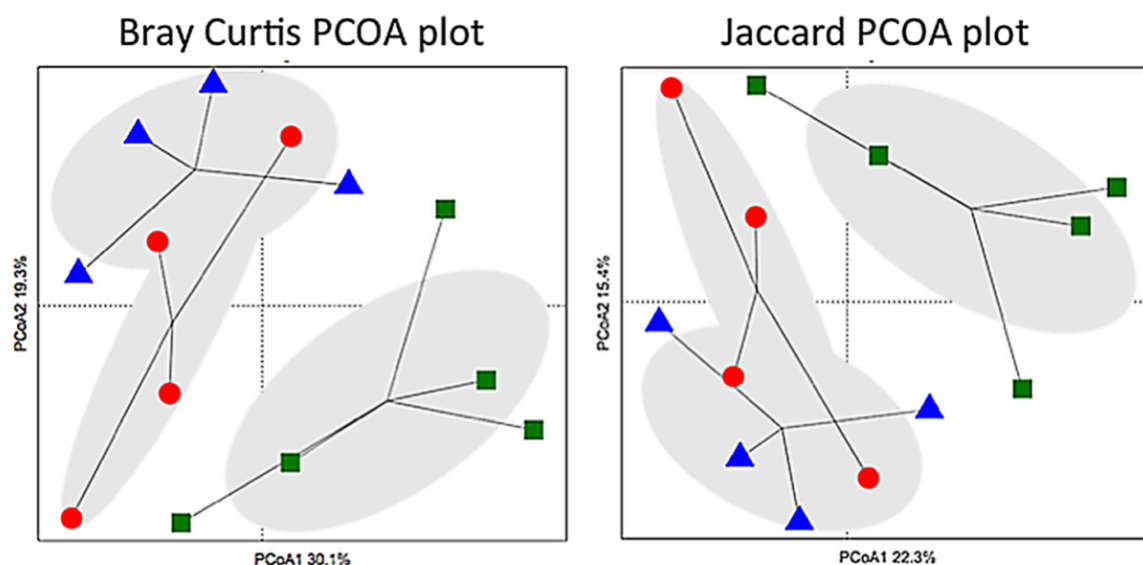 Bray Curtis PCOA plot
PCoA2 19.3%
PCoA1 30.1%
Jaccard PCOA plot
PCoA2 15.4%
PCoA1 22.3%